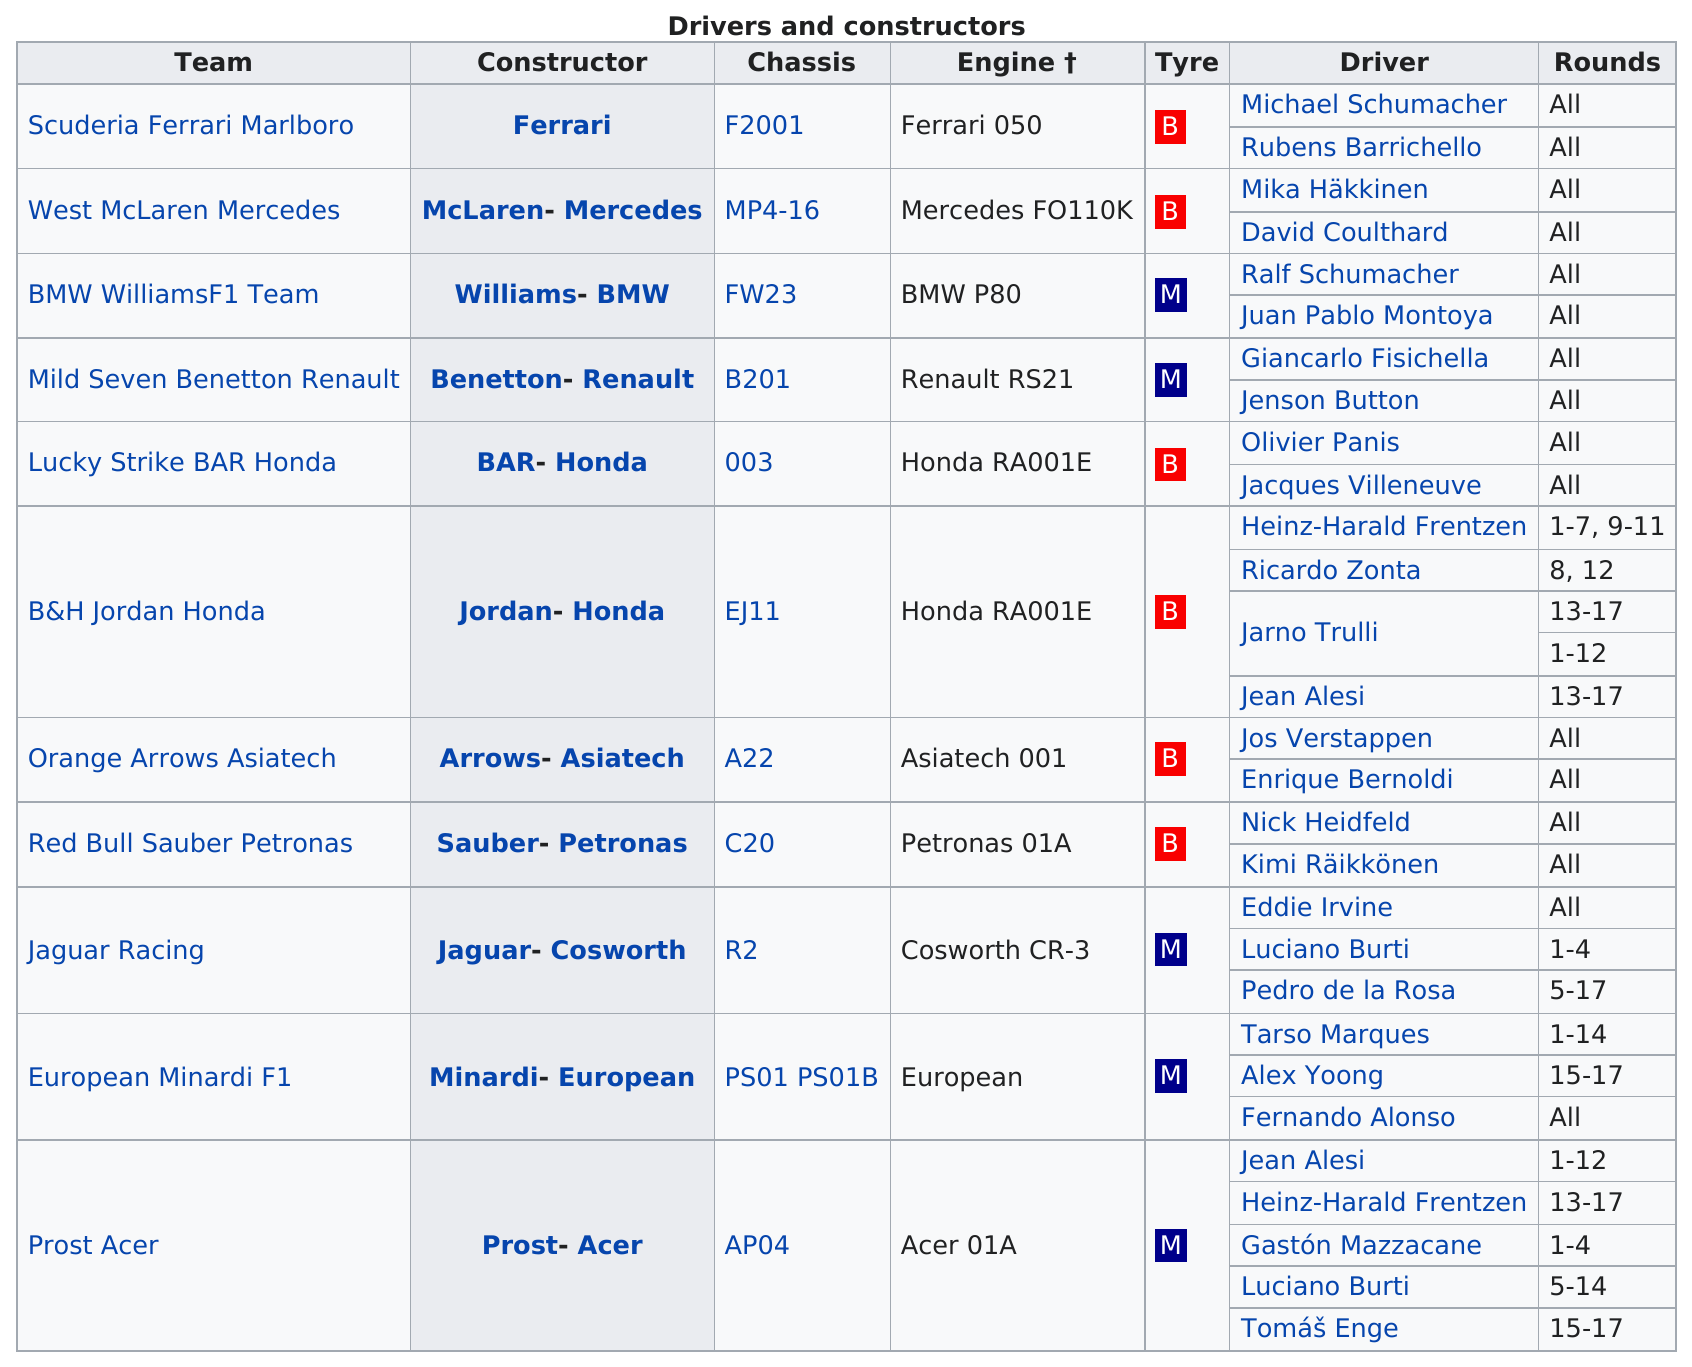 Drivers and constructors
Team Constructor Chassis Engine † Tyre Driver Rounds
Scuderia Ferrari Marlboro Ferrari F2001 Ferrari 050 B Michael Schumacher All
Rubens Barrichello All
West McLaren Mercedes McLaren- Mercedes MP4-16 Mercedes FO110K B Mika Häkkinen All
David Coulthard All
BMW WilliamsF1 Team Williams- BMW FW23 BMW P80 M Ralf Schumacher All
Juan Pablo Montoya All
Mild Seven Benetton Renault Benetton- Renault B201 Renault RS21 M Giancarlo Fisichella All
Jenson Button All
Lucky Strike BAR Honda BAR- Honda 003 Honda RA001E B Olivier Panis All
Jacques Villeneuve All
B&H Jordan Honda Jordan- Honda EJ11 Honda RA001E B Heinz-Harald Frentzen 1-7, 9-11
Ricardo Zonta 8, 12
Jarno Trulli 13-17
1-12
Jean Alesi 13-17
Orange Arrows Asiatech Arrows- Asiatech A22 Asiatech 001 B Jos Verstappen All
Enrique Bernoldi All
Red Bull Sauber Petronas Sauber- Petronas C20 Petronas 01A B Nick Heidfeld All
Kimi Räikkönen All
Jaguar Racing Jaguar- Cosworth R2 Cosworth CR-3 M Eddie Irvine All
Luciano Burti 1-4
Pedro de la Rosa 5-17
European Minardi F1 Minardi- European PS01 PS01B European M Tarso Marques 1-14
Alex Yoong 15-17
Fernando Alonso All
Prost Acer Prost- Acer AP04 Acer 01A M Jean Alesi 1-12
Heinz-Harald Frentzen 13-17
Gastón Mazzacane 1-4
Luciano Burti 5-14
Tomáš Enge 15-17